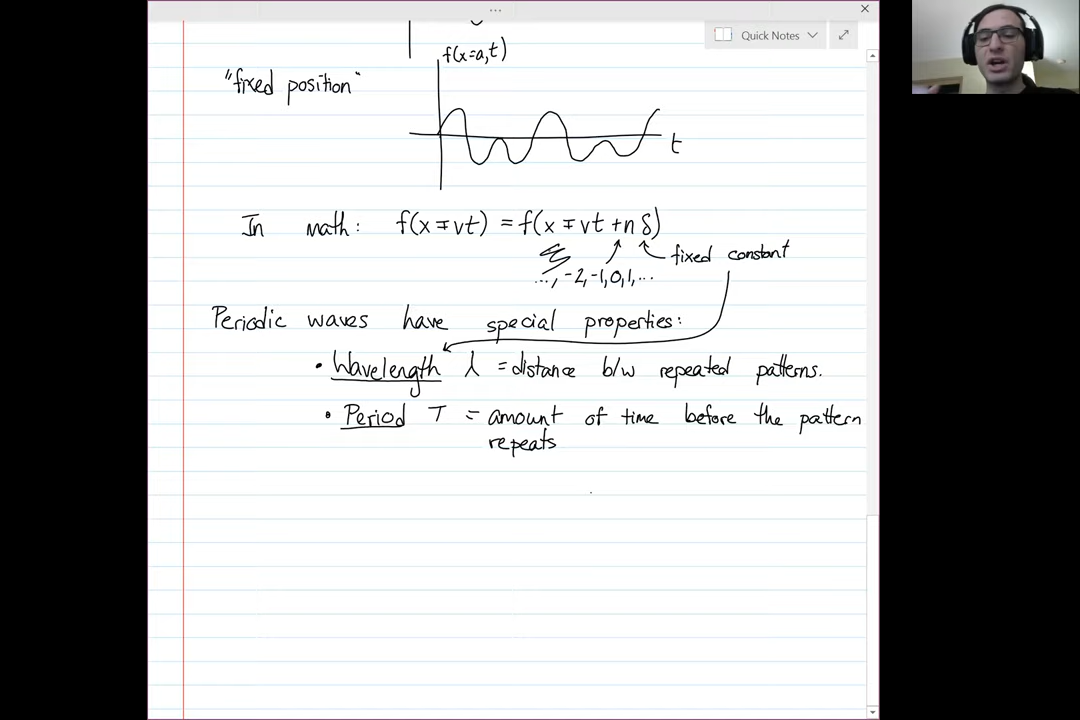 Quick Notes
f(x=a,t)
"fixed position"
t
In math: f(x ∓ vt) = f(x ∓ vt + n δ)
fixed constant
..., -2, -1, 0, 1, ...
Periodic waves have special properties:
• Wavelength λ = distance b/w repeated patterns.
• Period T = amount of time before the pattern
repeats